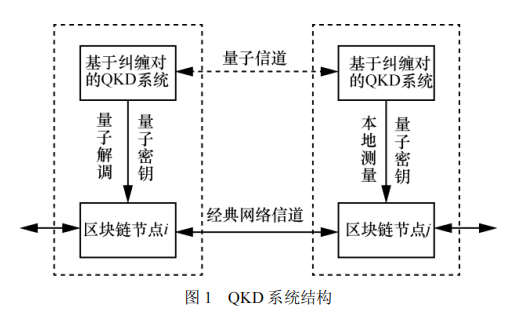 量子信道
基于纠缠对
的QKD系统
基于纠缠对
的QKD系统
量子解调
量子密钥
本地测量
量子密钥
经典网络信道
区块链节点i
区块链节点j
图 1 QKD 系统结构